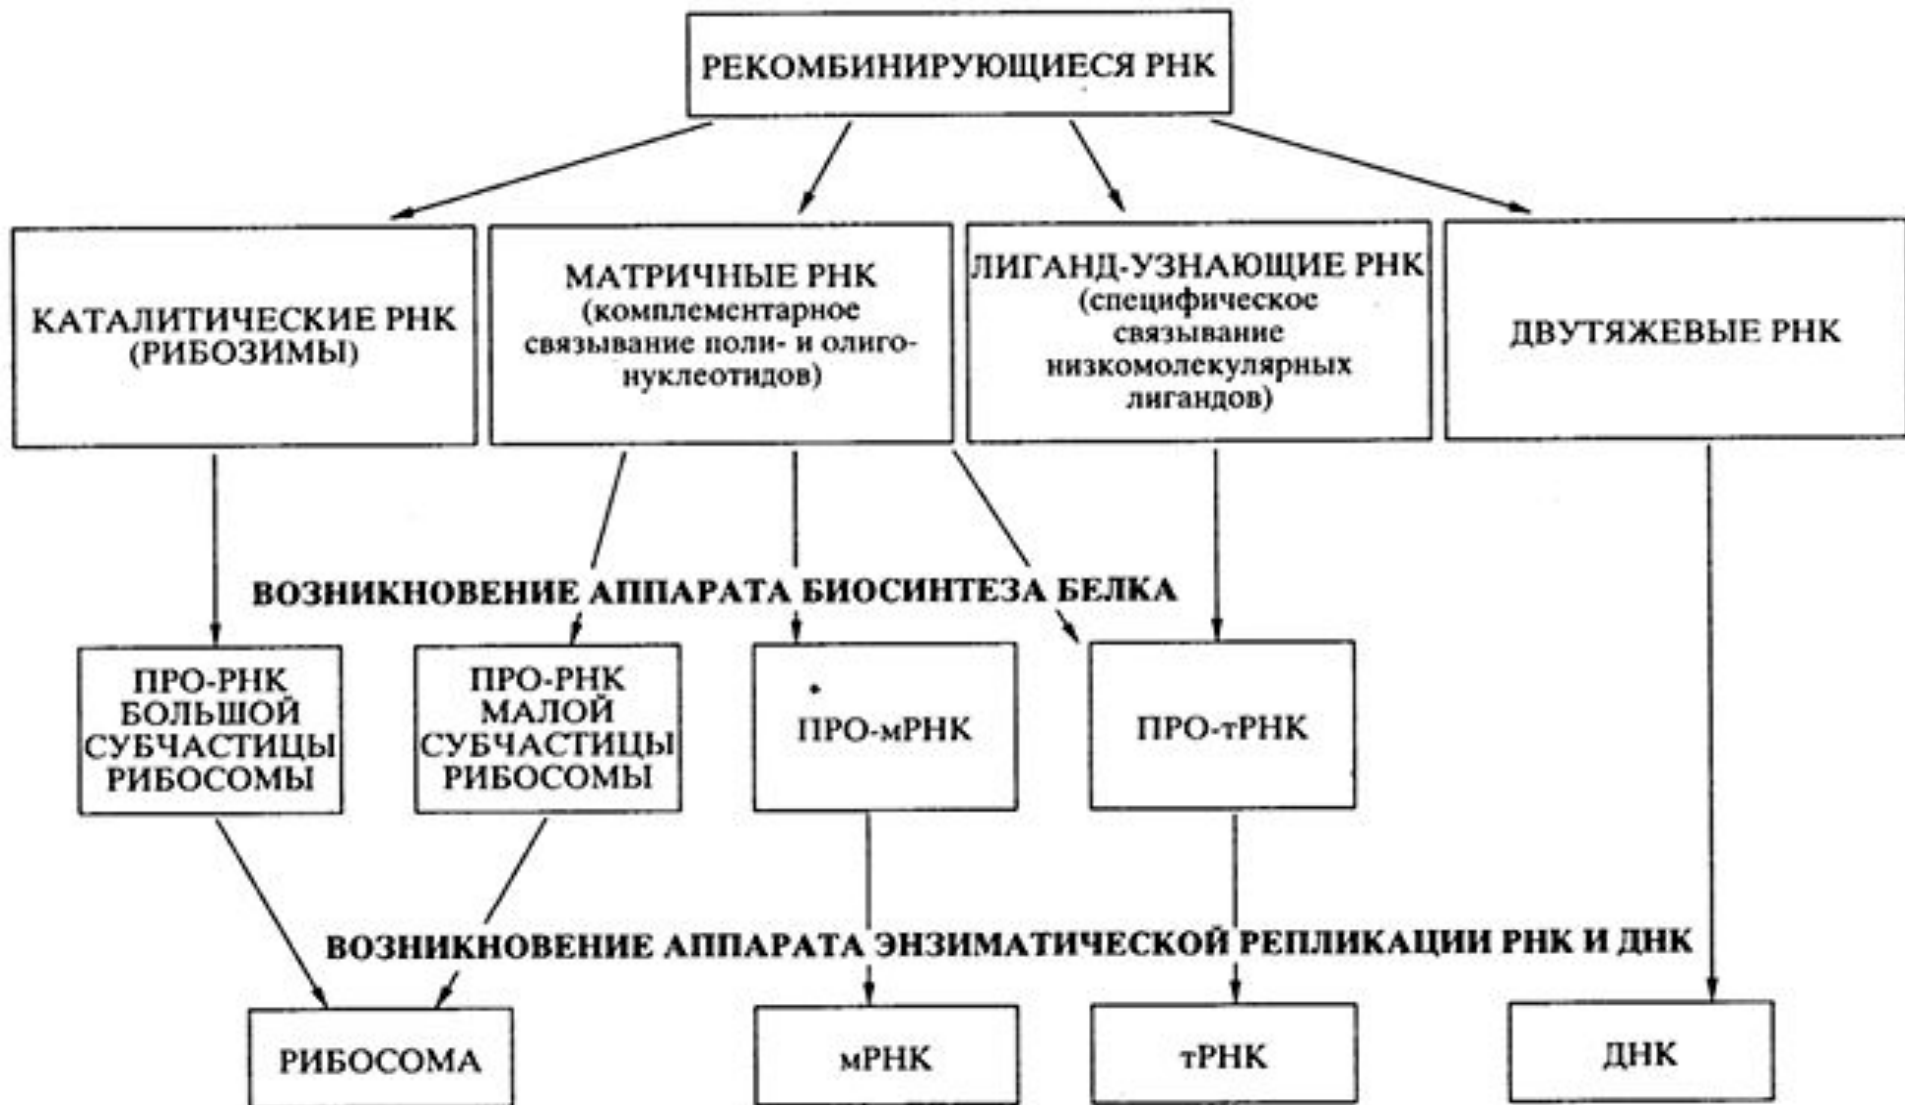 РЕКОМБИНИРУЮЩИЕСЯ РНК
КАТАЛИТИЧЕСКИЕ РНК
(РИБОЗИМЫ)
МАТРИЧНЫЕ РНК
(комплементарное
связывание поли- и олиго-
нуклеотидов)
ЛИГАНД-УЗНАЮЩИЕ РНК
(специфическое
связывание
низкомолекулярных
лигандов)
ДВУТЯЖЕВЫЕ РНК
ВОЗНИКНОВЕНИЕ АППАРАТА БИОСИНТЕЗА БЕЛКА
ПРО-РНК
БОЛЬШОЙ
СУБЧАСТИЦЫ
РИБОСОМЫ
ПРО-РНК
МАЛОЙ
СУБЧАСТИЦЫ
РИБОСОМЫ
ПРО-мРНК
ПРО-тРНК
ВОЗНИКНОВЕНИЕ АППАРАТА ЭНЗИМАТИЧЕСКОЙ РЕПЛИКАЦИИ РНК И ДНК
РИБОСОМА
мРНК
тРНК
ДНК